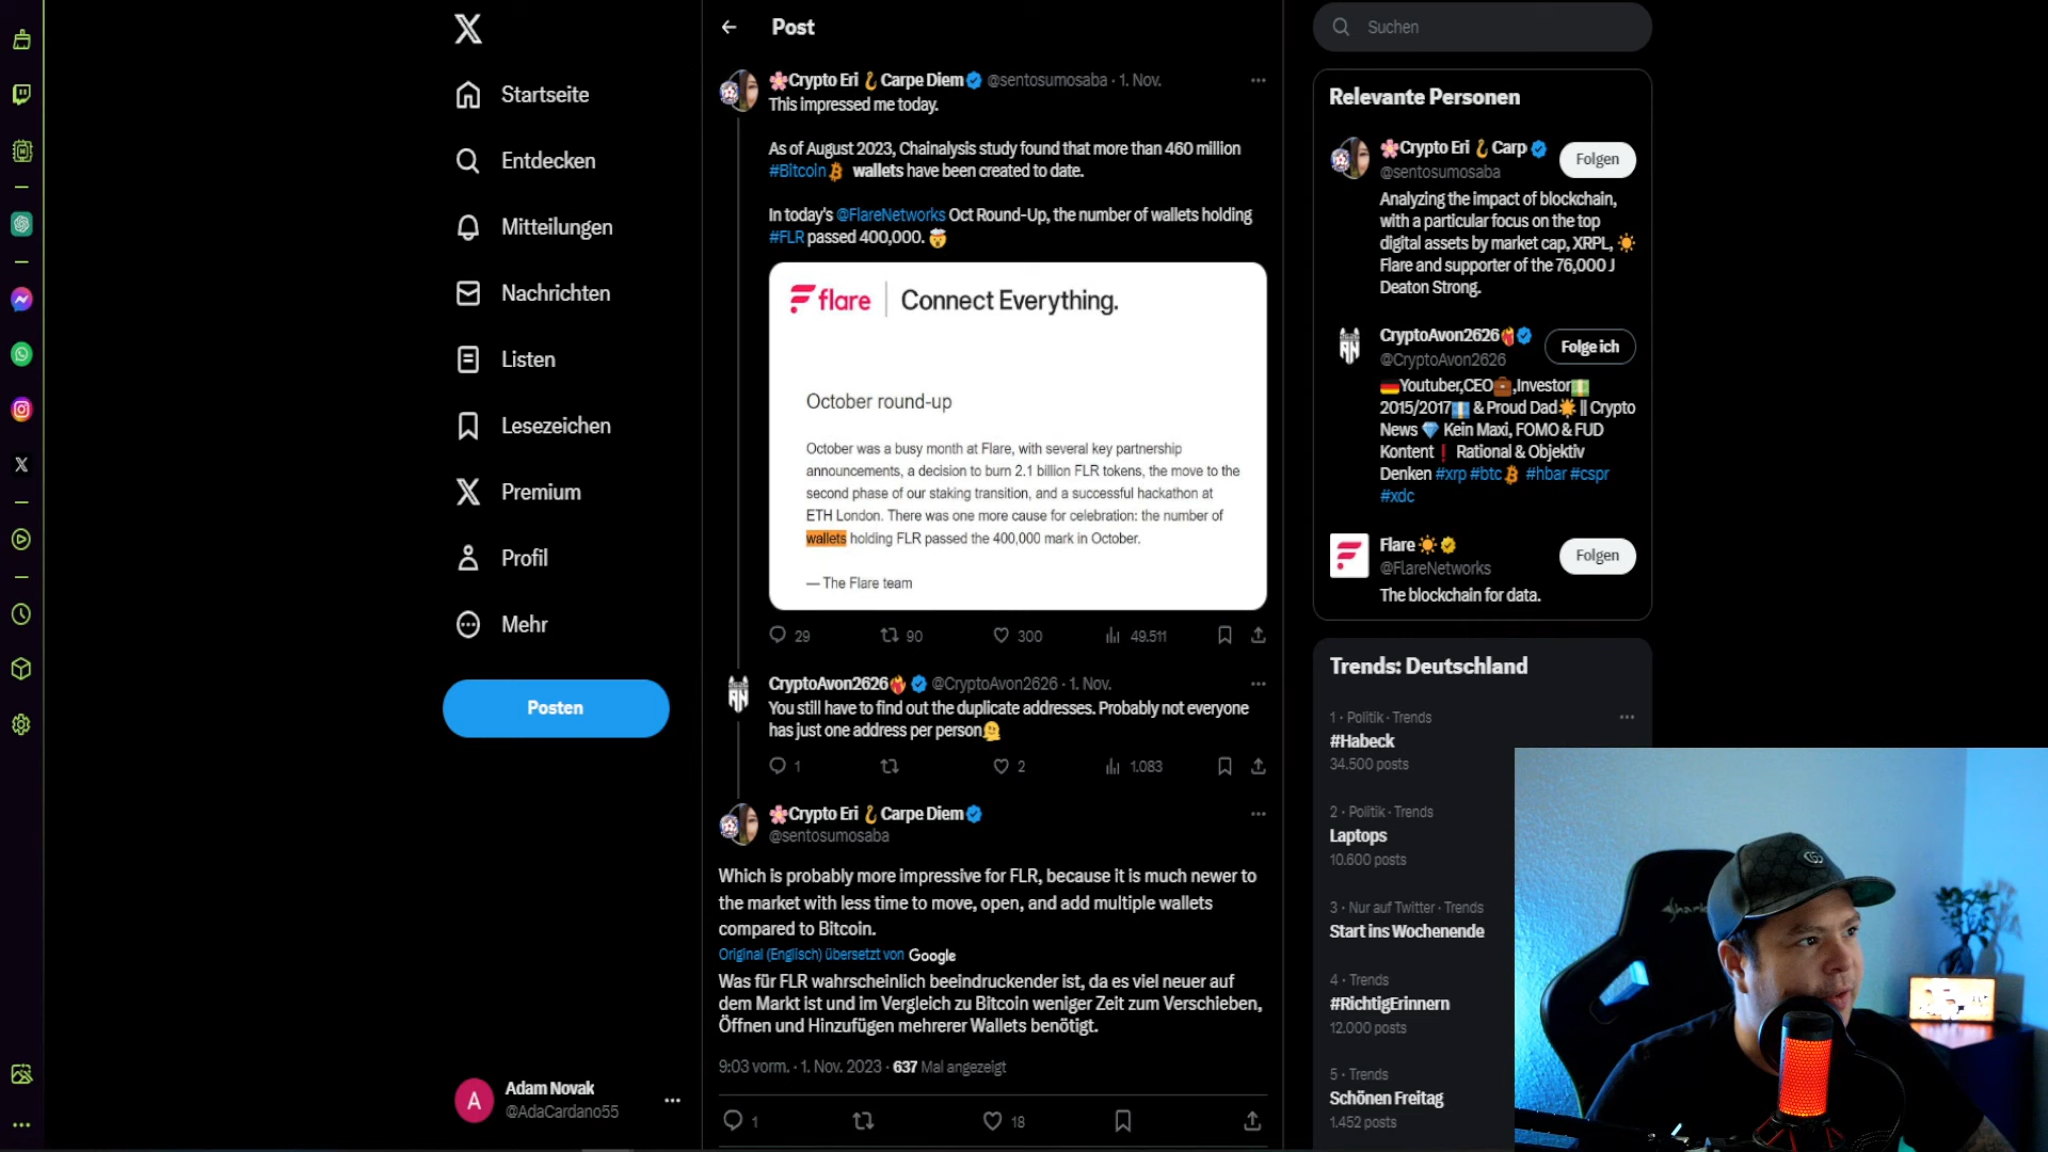 Startseite
Entdecken
Mitteilungen
Nachrichten
Listen
Lesezeichen
Premium
Profil
Mehr
Posten
A
Adam Novak
@AdaCardano55
Post
Crypto Eri Carpe Diem @sentosumosaba · 1. Nov.
This impressed me today.
As of August 2023, Chainalysis study found that more than 460 million
#Bitcoin wallets have been created to date.
In today's @FlareNetworks Oct Round-Up, the number of wallets holding
#FLR passed 400,000.
flare | Connect Everything.
October round-up
October was a busy month at Flare, with several key partnership
announcements, a decision to burn 2.1 billion FLR tokens, the move to the
second phase of our staking transition, and a successful hackathon at
ETH London. There was one more cause for celebration: the number of
wallets holding FLR passed the 400,000 mark in October.
— The Flare team
29 90 300 49.511
CryptoAvon2626 @CryptoAvon2626 · 1. Nov.
You still have to find out the duplicate addresses. Probably not everyone
has just one address per person
1 2 1.083
Crypto Eri Carpe Diem
@sentosumosaba
Which is probably more impressive for FLR, because it is much newer to
the market with less time to move, open, and add multiple wallets
compared to Bitcoin.
Original (Englisch) übersetzt von Google
Was für FLR wahrscheinlich beeindruckender ist, da es viel neuer auf
dem Markt ist und im Vergleich zu Bitcoin weniger Zeit zum Verschieben,
Öffnen und Hinzufügen mehrerer Wallets benötigt.
9:03 vorm. · 1. Nov. 2023 · 637 Mal angezeigt
1 18
Suchen
Relevante Personen
Crypto Eri Carp
@sentosumosaba
Folgen
Analyzing the impact of blockchain,
with a particular focus on the top
digital assets by market cap, XRPL,
Flare and supporter of the 76,000 J
Deaton Strong.
CryptoAvon2626
@CryptoAvon2626
Folge ich
Youtuber,CEO,Investor
2015/2017 & Proud Dad || Crypto
News Kein Maxi, FOMO & FUD
Kontent Rational & Objektiv
Denken #xrp #btc #hbar #cspr
#xdc
Flare
@FlareNetworks
Folgen
The blockchain for data.
Trends: Deutschland
1 · Politik · Trends
#Habeck
34.500 posts
2 · Politik · Trends
Laptops
10.600 posts
3 · Nur auf Twitter · Trends
Start ins Wochenende
4 · Trends
#RichtigErinnern
12.000 posts
5 · Trends
Schönen Freitag
1.452 posts